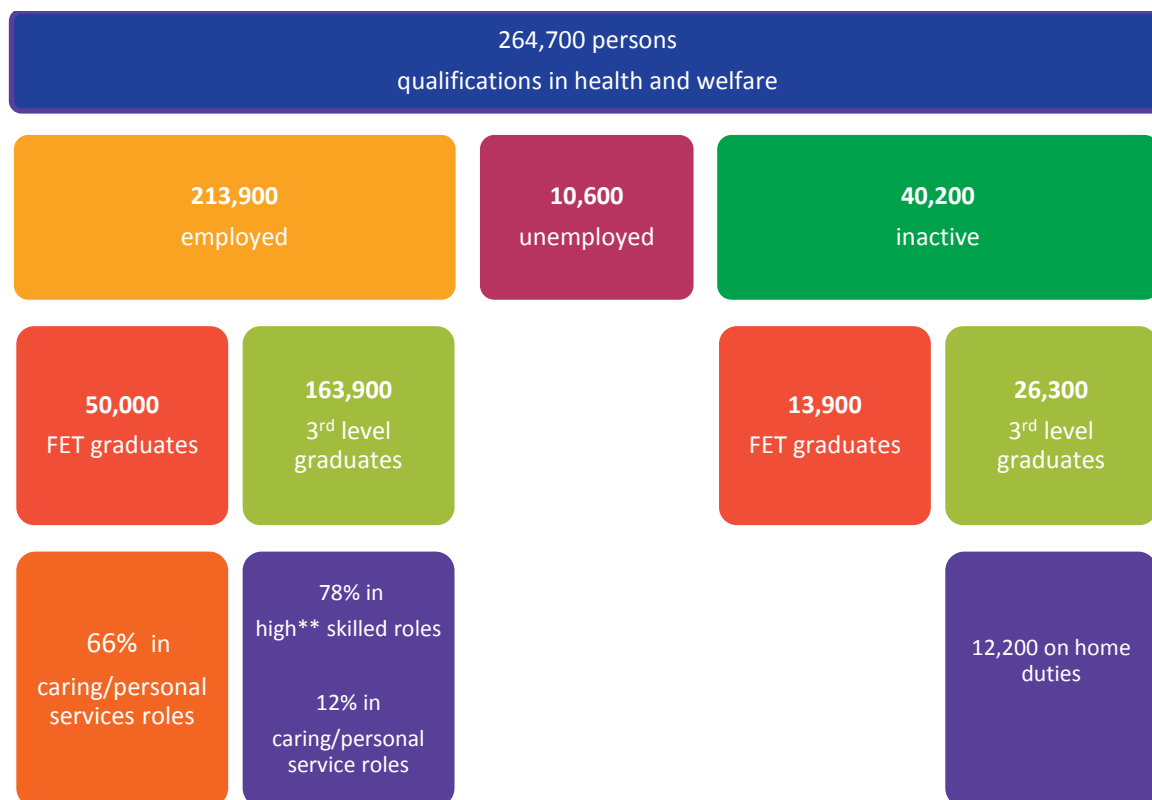 264,700 persons
qualifications in health and welfare
213,900
employed
10,600
unemployed
40,200
inactive
50,000
FET graduates
163,900
3rd level
graduates
13,900
FET graduates
26,300
3rd level
graduates
66% in
caring/personal
services roles
78% in
high** skilled roles
12% in
caring/personal
service roles
12,200 on home
duties